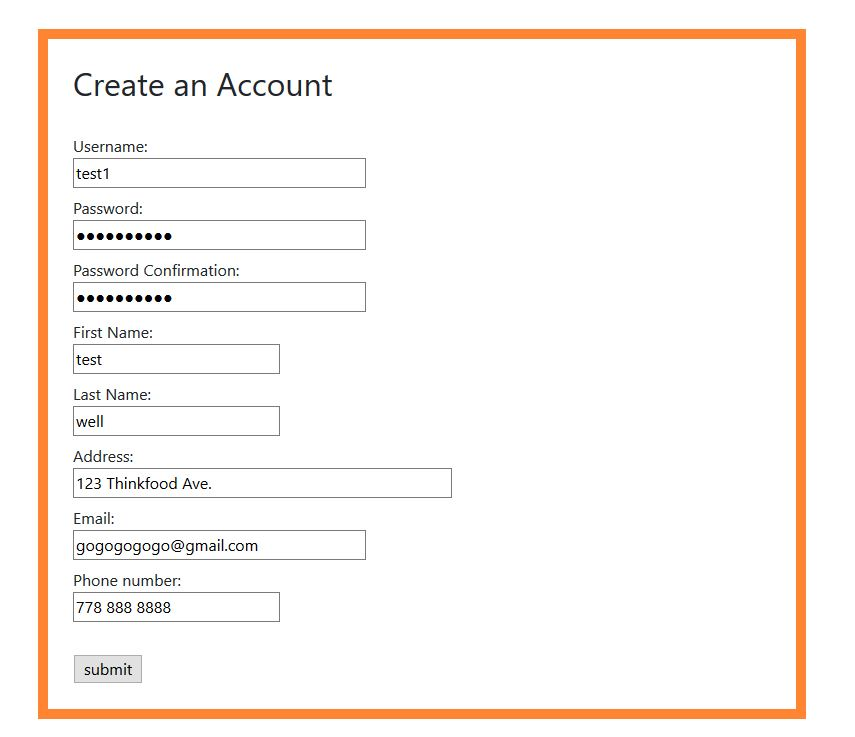 Create an Account
Username:
test1
Password:
●●●●●●●●●●
Password Confirmation:
●●●●●●●●●●
First Name:
test
Last Name:
well
Address:
123 Thinkfood Ave.
Email:
gogogogogo@gmail.com
Phone number:
778 888 8888
submit